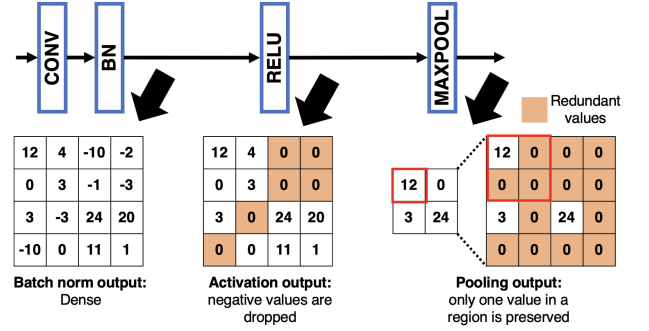 CONV
BN
RELU
MAXPOOL
Redundant
values
12 4 -10 -2
0 3 -1 -3
3 -3 24 20
-10 0 11 1
12 4 0 0
0 3 0 0
3 0 24 20
0 0 11 1
12 0
3 24
12 0 0 0
0 0 0 0
3 0 24 0
0 0 0 0
Batch norm output:
Dense
Activation output:
negative values are
dropped
Pooling output:
only one value in a
region is preserved